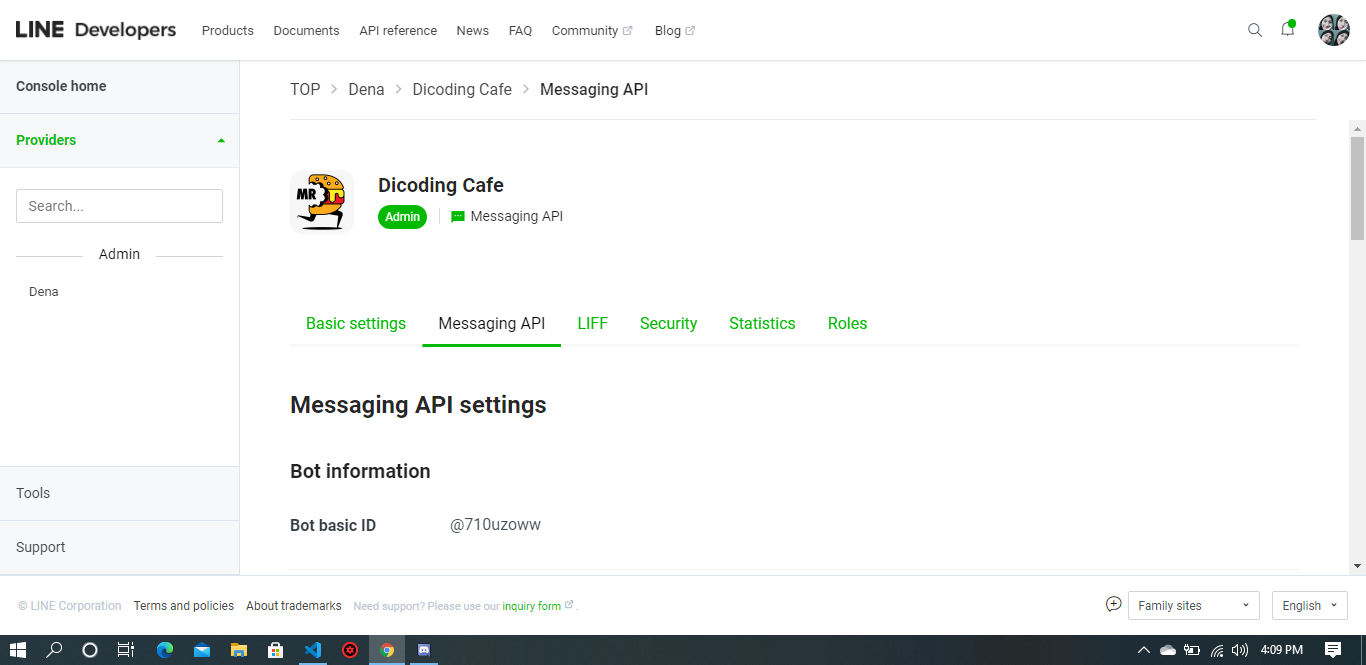 LINE Developers Products Documents API reference News FAQ Community Blog
Console home
Providers
Search...
Admin
Dena
Tools
Support
TOP > Dena > Dicoding Cafe > Messaging API
MR
Dicoding Cafe
Admin Messaging API
Basic settings Messaging API LIFF Security Statistics Roles
Messaging API settings
Bot information
Bot basic ID @710uzoww
© LINE Corporation Terms and policies About trademarks Need support? Please use our inquiry form . Family sites English
4:09 PM